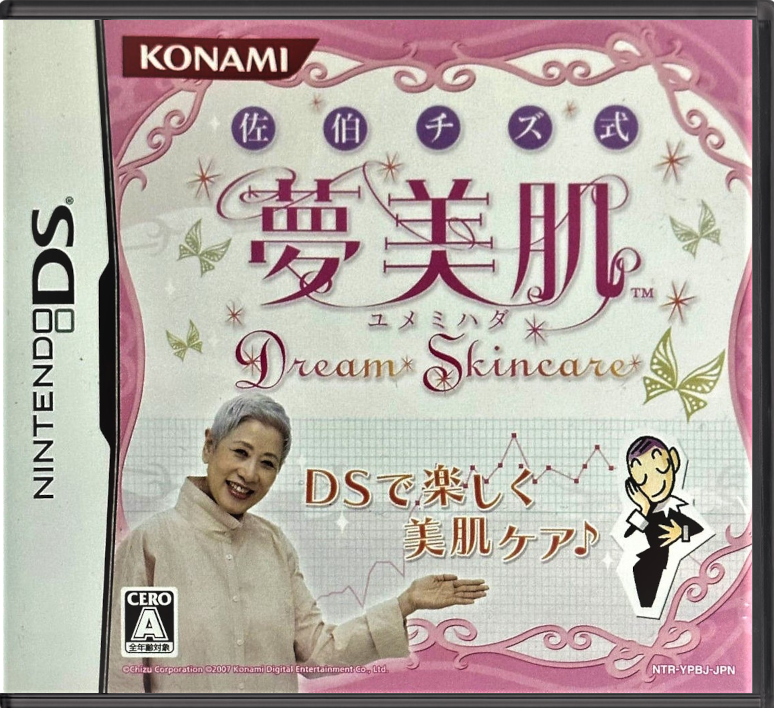 KONAMI
佐伯チズ式
夢美肌™
ユメミハダ
Dream Skincare
NINTENDO DS®
DSで楽しく
美肌ケア♪
CERO
A
全年齢対象
©Chizu Corporation ©2007 Konami Digital Entertainment Co., Ltd.
NTR-YPBJ-JPN